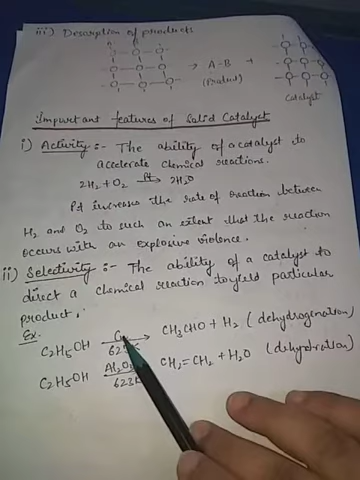 iii) Desorption of products
→ A-B +
(Product)
Catalyst
Important features of Solid Catalyst
i) Activity :- The ability of a catalyst to
accelerate chemical reactions.
2H₂ + O₂ Pt→ 2H₂O
Pd increases the rate of reaction between
H₂ and O₂ to such an extent that the reaction
occurs with an explosive violence.
ii) Selectivity :- The ability of a catalyst to
direct a chemical reaction to yield particular
product.
Ex.
C₂H₅OH → CH₃CHO + H₂ (dehydrogenation)
C₂H₅OH 623K CH₂=CH₂ + H₂O (dehydration)